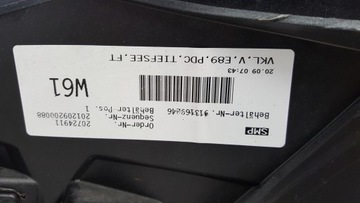 SMP
Order-Nr. 20724911
Sequenz-Nr. 201209200088
Behälter-Nr.
Behälter Pos. 1
W61
20.09 07:43
VKL.V.E89.PDC.TIEFSEE.FT